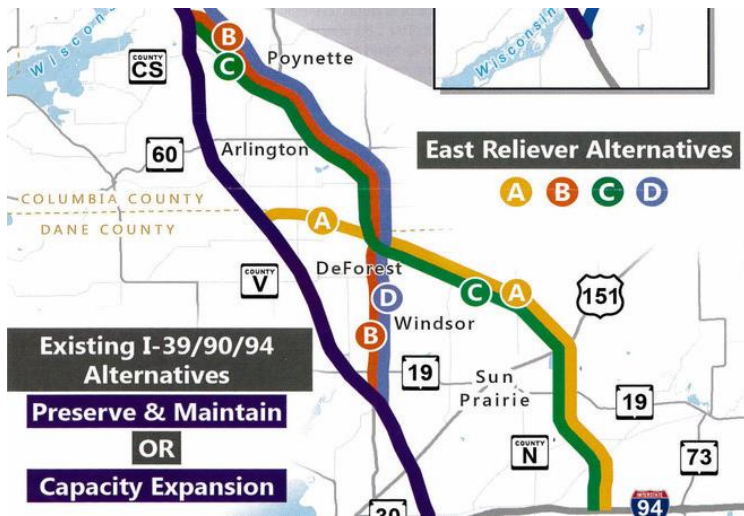 Wiscons
COUNTY
CS
B
C
Poynette
Wisconsin
60
Arlington
East Reliever Alternatives
A B C D
COLUMBIA COUNTY
DANE COUNTY
A
COUNTY
V
DeForest
D
C
A
151
B
Windsor
Existing I-39/90/94
Alternatives
Preserve & Maintain
OR
Capacity Expansion
19
Sun
Prairie
19
COUNTY
N
73
INTERSTATE
94